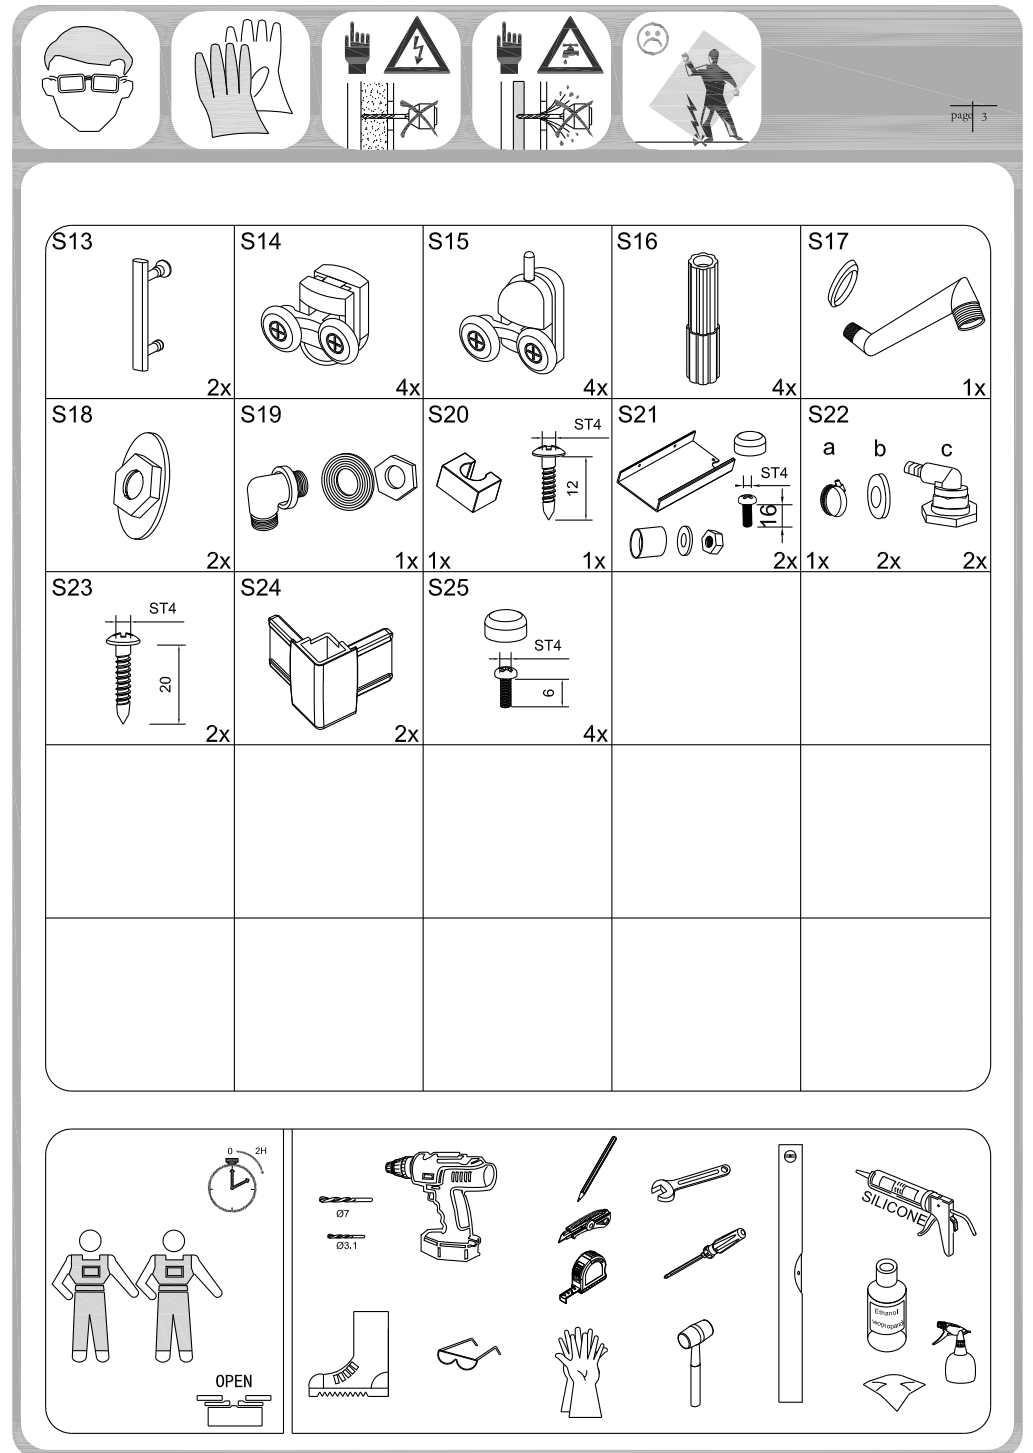 page 3
S13
2x
S14
4x
S15
4x
S16
4x
S17
1x
S18
2x
S19
1x
S20
ST4
12
1x 1x
S21
ST4
16
2x
S22
a b c
1x 2x 2x
S23
ST4
20
2x
S24
2x
S25
ST4
6
4x
0 2H
OPEN
Ø7
Ø3.1
SILICONE
Ethanol